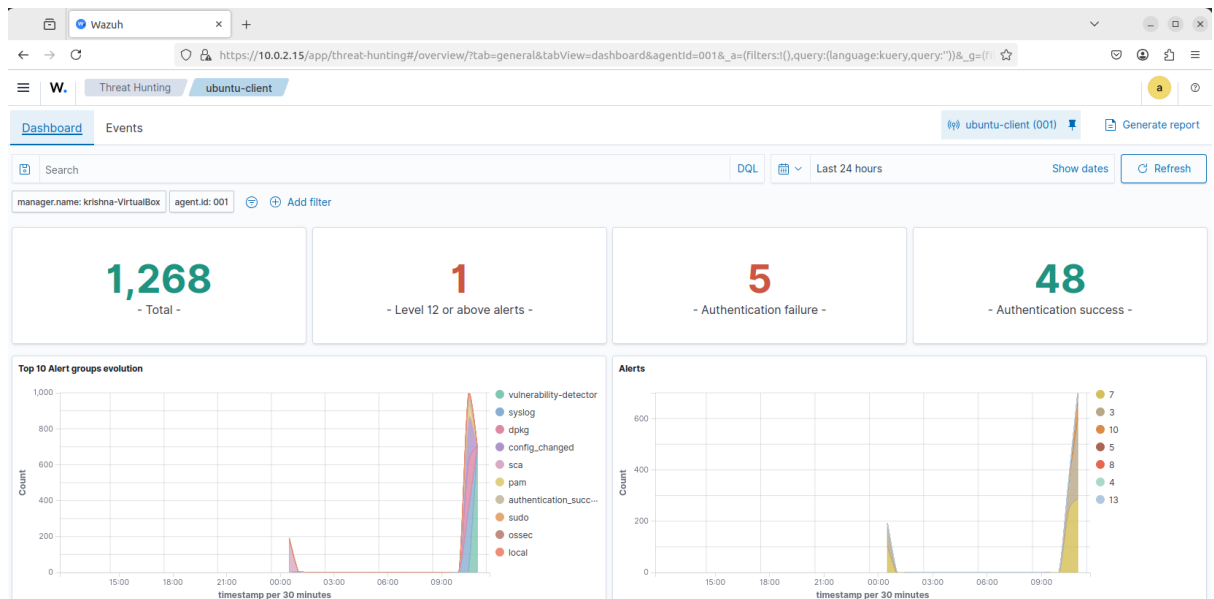 Wazuh
https://10.0.2.15/app/threat-hunting#/overview/?tab=general&tabView=dashboard&agentId=001&_a=(filters:!(),query:(language:kuery,query:''))&_g=(fil
W. Threat Hunting ubuntu-client a
Dashboard Events ubuntu-client (001) Generate report
Search DQL Last 24 hours Show dates Refresh
manager.name: krishna-VirtualBox agent.id: 001 Add filter
1,268
- Total -
1
- Level 12 or above alerts -
5
- Authentication failure -
48
- Authentication success -
Top 10 Alert groups evolution
1,000
800
600
400
200
0
Count
15:00 18:00 21:00 00:00 03:00 06:00 09:00
timestamp per 30 minutes
vulnerability-detector
syslog
dpkg
config_changed
sca
pam
authentication_succ...
sudo
ossec
local
Alerts
600
400
200
0
Count
15:00 18:00 21:00 00:00 03:00 06:00 09:00
timestamp per 30 minutes
7
3
10
5
8
4
13